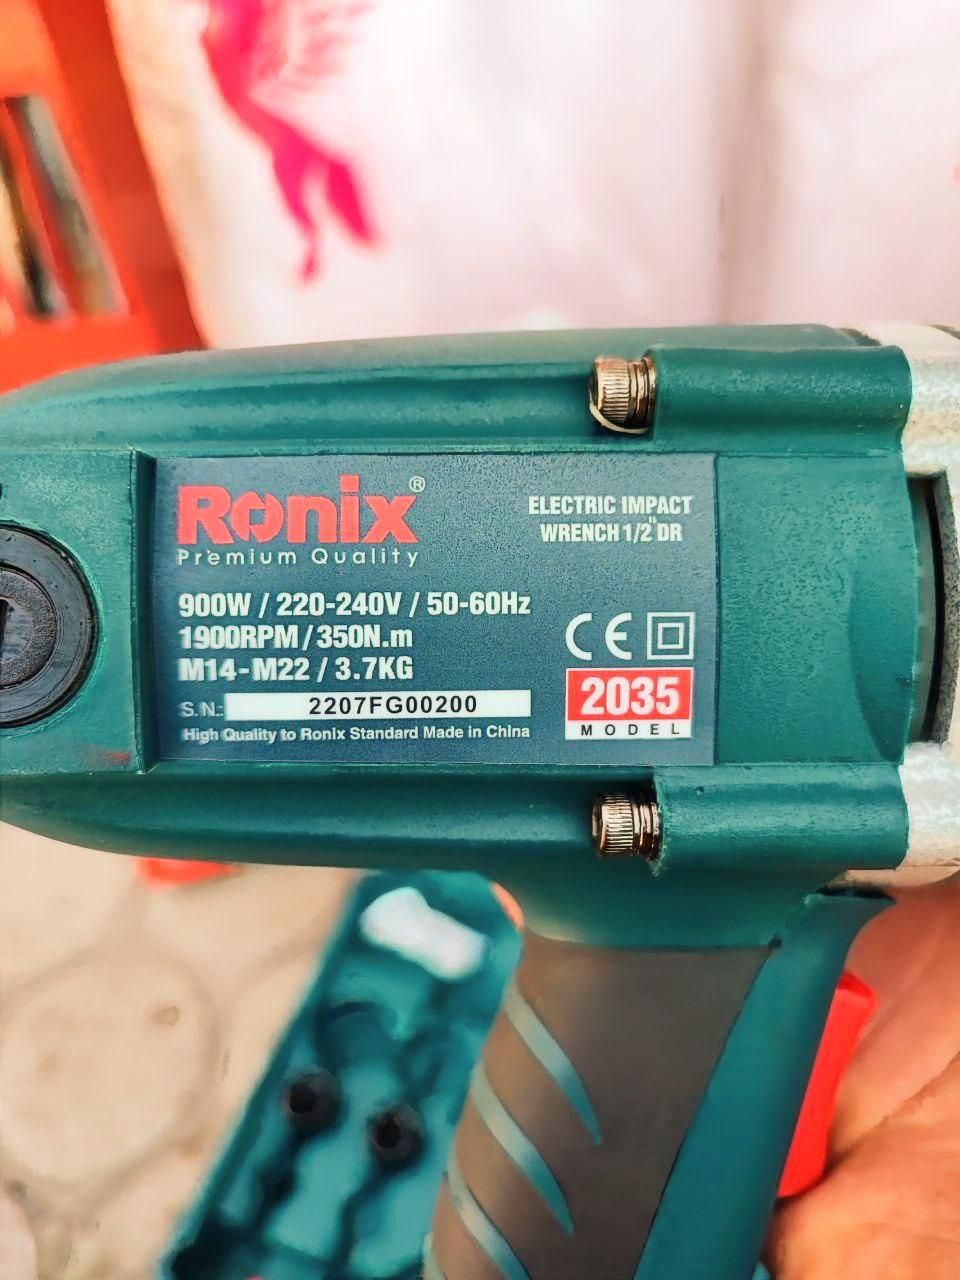 Ronix®
Premium Quality
ELECTRIC IMPACT
WRENCH 1/2" DR
900W / 220-240V / 50-60Hz
1900RPM / 350N.m
M14-M22 / 3.7KG
S.N.: 2207FG00200
High Quality to Ronix Standard Made in China
CE
2035
MODEL